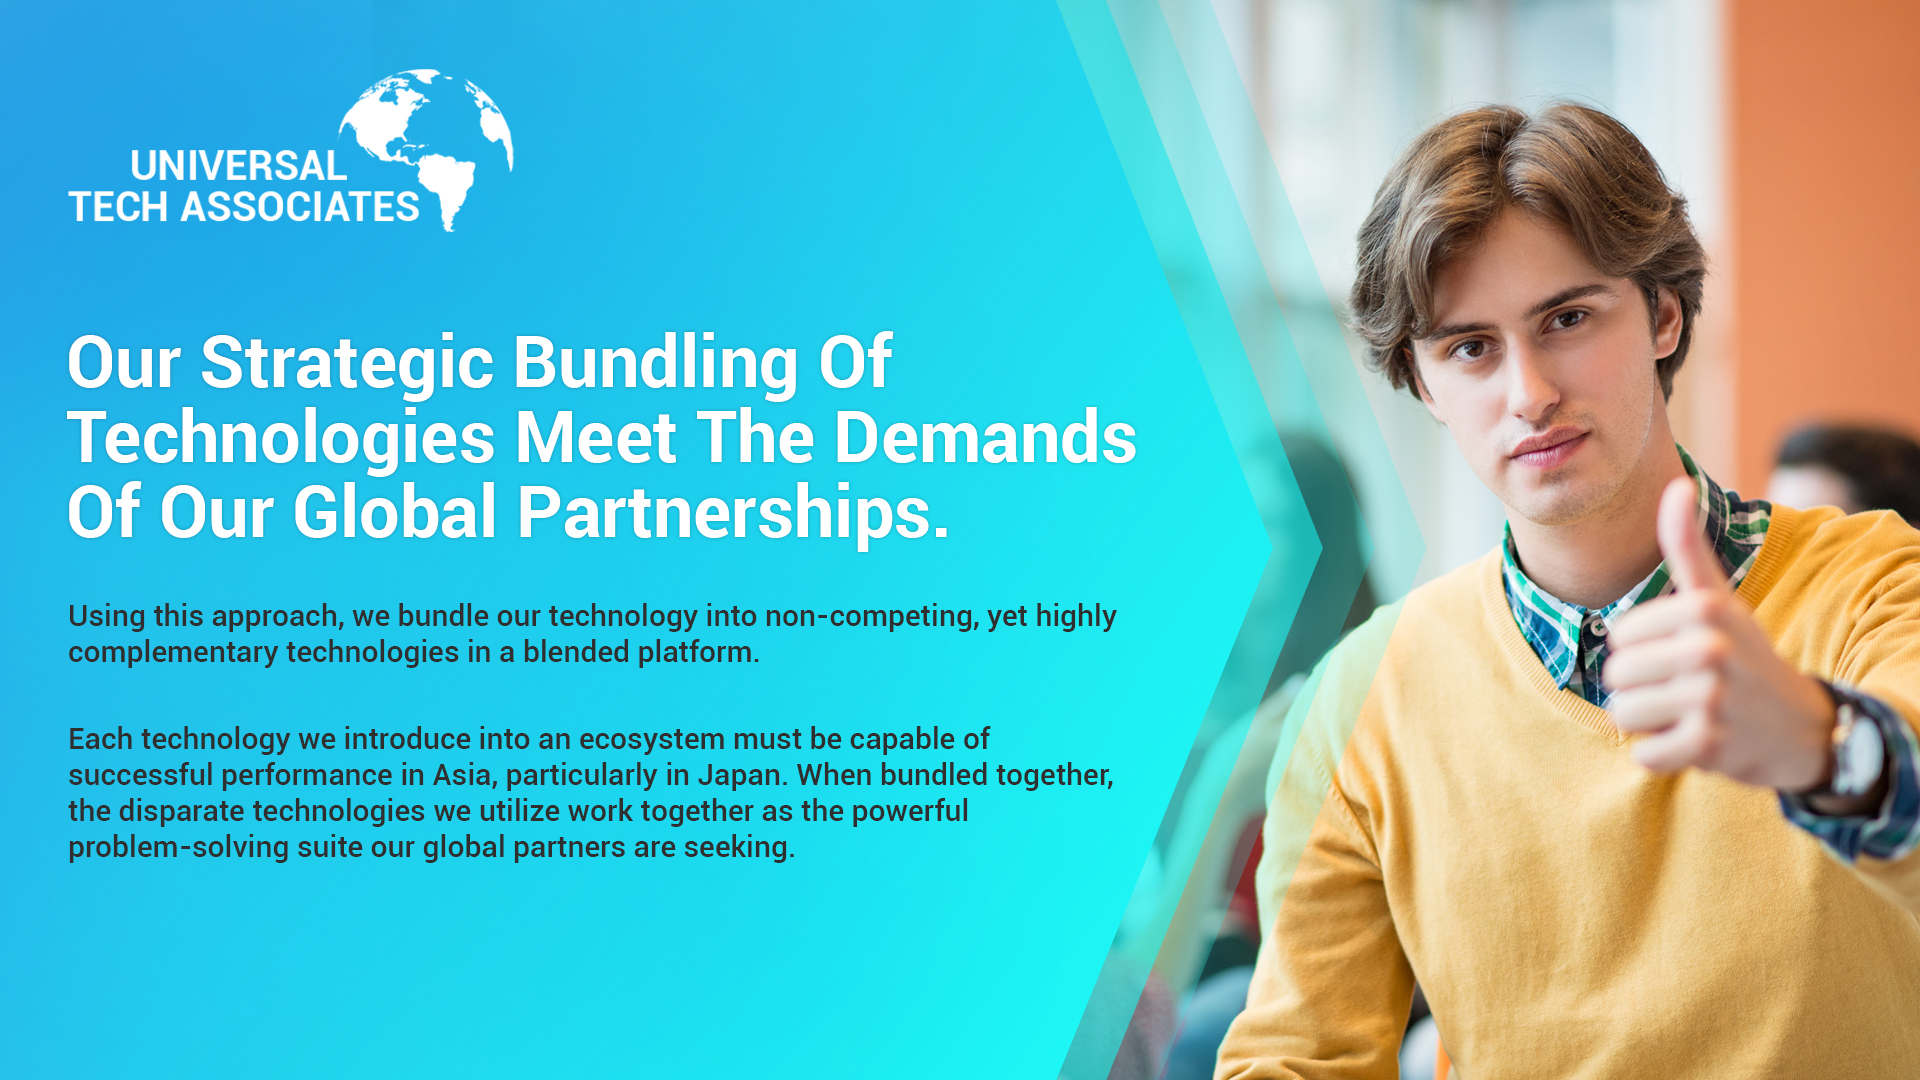 UNIVERSAL
TECH ASSOCIATES
Our Strategic Bundling Of
Technologies Meet The Demands
Of Our Global Partnerships.
Using this approach, we bundle our technology into non-competing, yet highly
complementary technologies in a blended platform.
Each technology we introduce into an ecosystem must be capable of
successful performance in Asia, particularly in Japan. When bundled together,
the disparate technologies we utilize work together as the powerful
problem-solving suite our global partners are seeking.